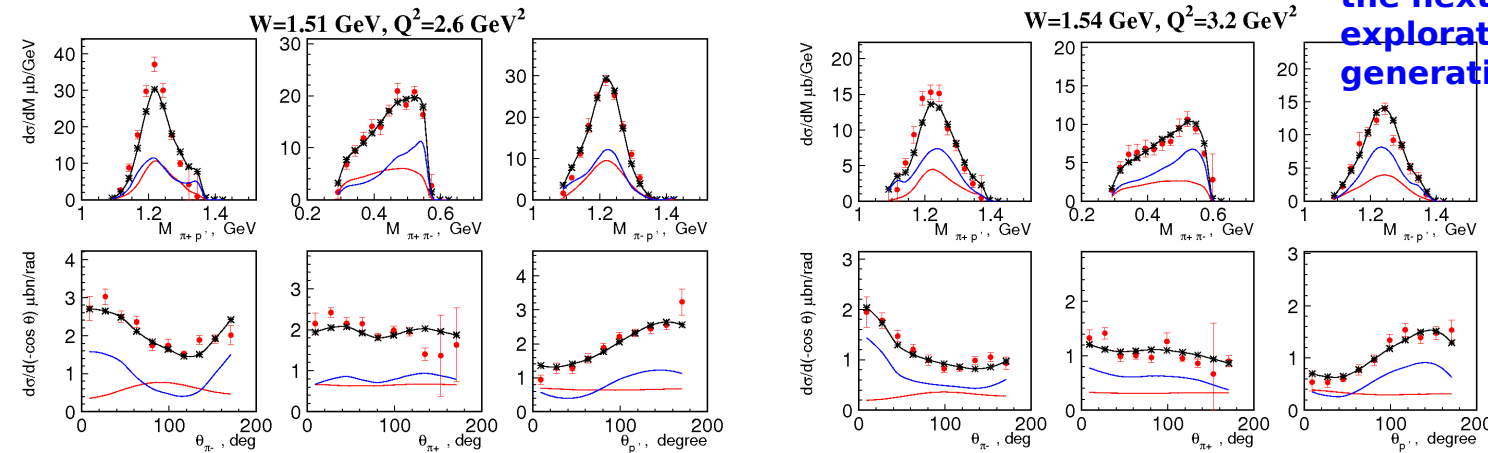 W=1.51 GeV, Q²=2.6 GeV²
W=1.54 GeV, Q²=3.2 GeV²
the next
explorat
generati
dσ/dM μb/GeV
40
30
20
10
0
1 1.2 1.4
M π+ p', GeV
30
20
10
0
0.2 0.4 0.6
M π+ π-, GeV
30
20
10
0
1 1.2 1.4
M π- p', GeV
dσ/dM μb/GeV
20
15
10
5
0
1 1.2 1.4
M π+ p', GeV
20
15
10
5
0
0.2 0.4 0.6
M π+ π-, GeV
20
15
10
5
0
1 1.2 1.4
M π- p', GeV
dσ/d(-cos θ) μbn/rad
4
3
2
1
0
0 100 200
θπ-, deg
3
2
1
0
0 100 200
θπ+, deg
4
3
2
1
0
0 100 200
θp', degree
dσ/d(-cos θ) μbn/rad
3
2
1
0
0 100 200
θπ-, deg
2
1
0
0 100 200
θπ+, deg
3
2
1
0
0 100 200
θp', degree